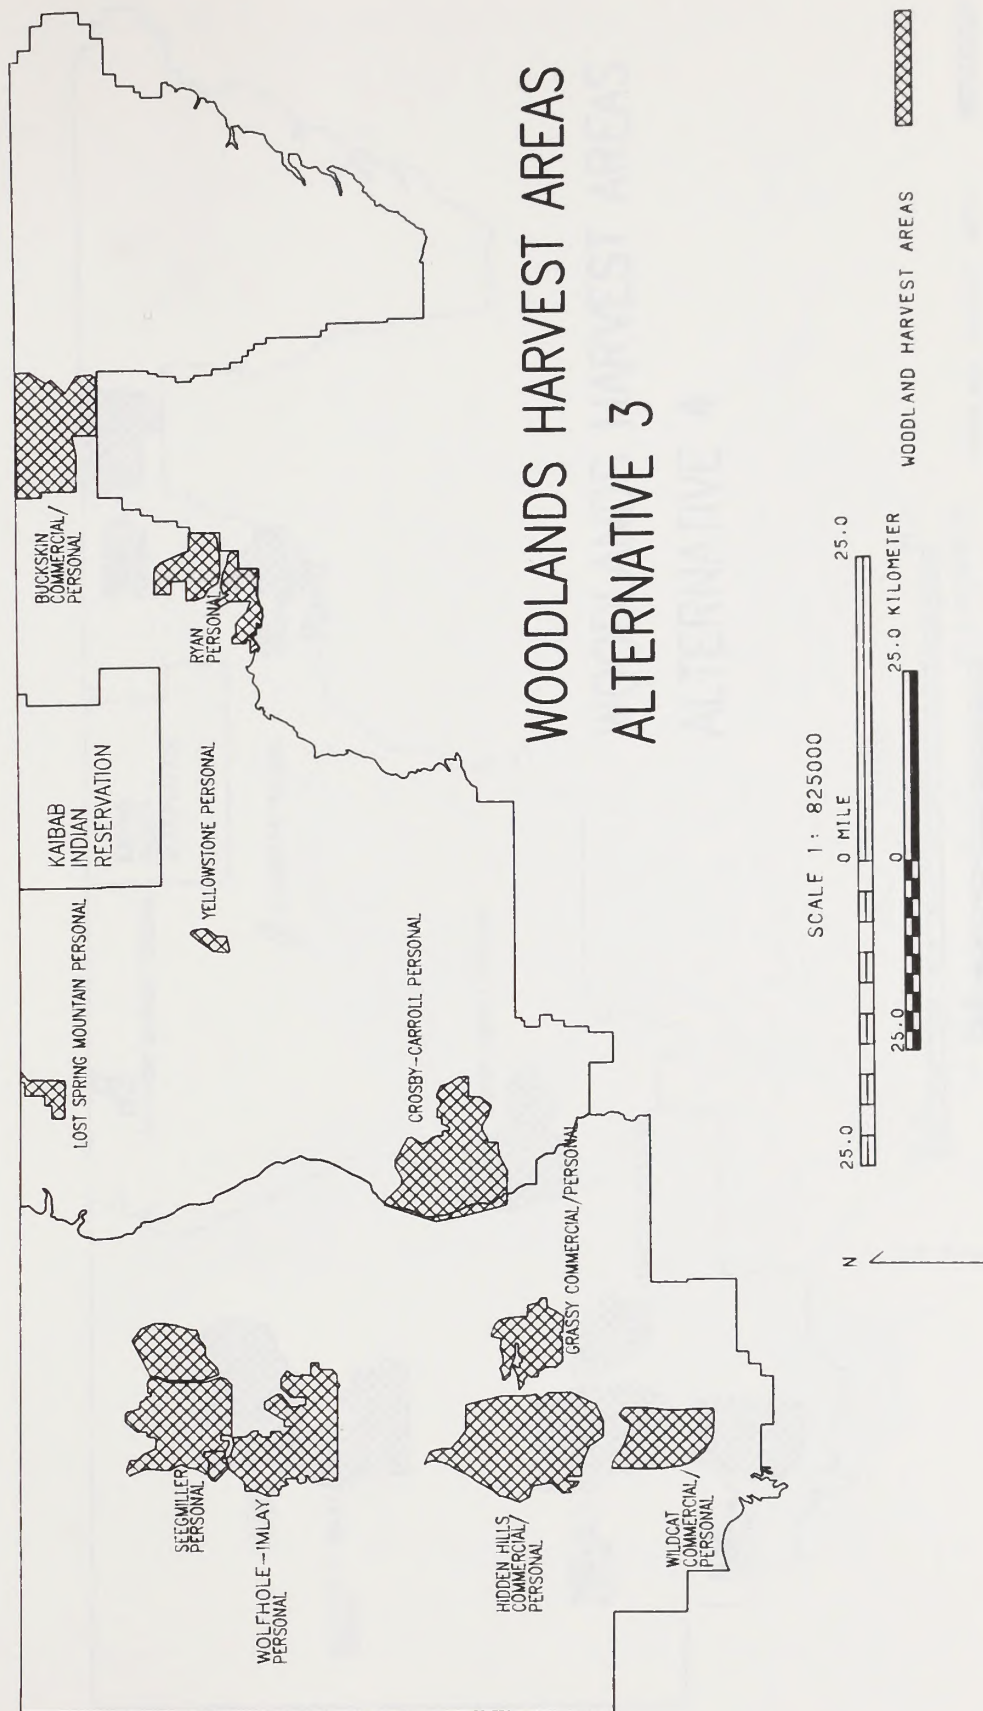 BUCKSKIN
COMMERCIAL/
PERSONAL
RYAN
PERSONAL
KAIBAB
INDIAN
RESERVATION
YELLOWSTONE PERSONAL
LOST SPRING MOUNTAIN PERSONAL
CROSBY-CARROLL PERSONAL
SEEGMILLER
PERSONAL
WOLFHOLE-IMLAY
PERSONAL
GRASSY COMMERCIAL/PERSONAL
HIDDEN HILLS
COMMERCIAL/
PERSONAL
WILDCAT
COMMERCIAL/
PERSONAL
WOODLANDS HARVEST AREAS
ALTERNATIVE 3
SCALE 1: 825000
25.0 0 MILE 25.0
25.0 0 25.0 KILOMETER
N
WOODLAND HARVEST AREAS